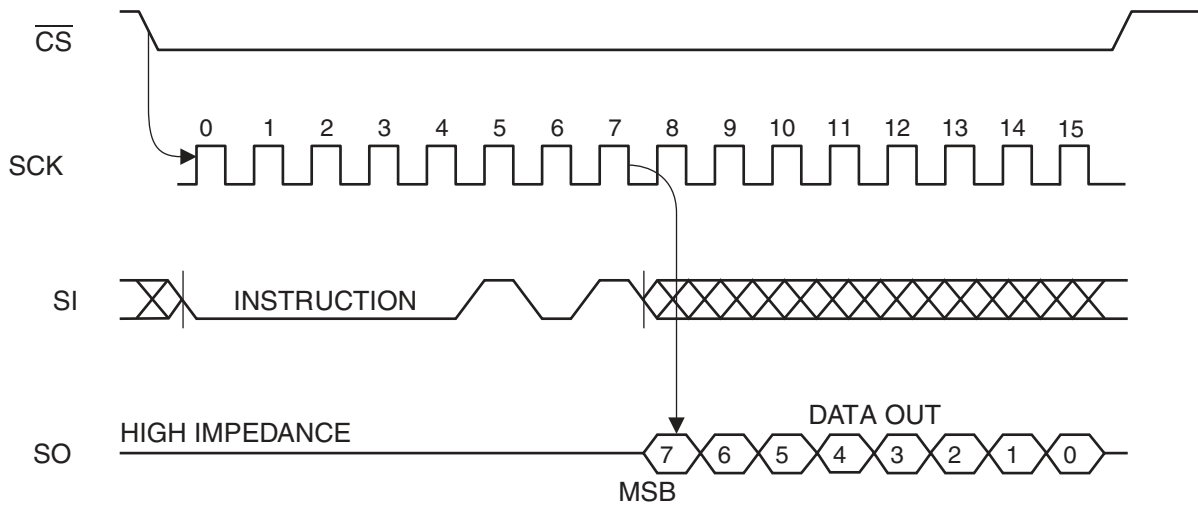 CS
SCK
0 1 2 3 4 5 6 7 8 9 10 11 12 13 14 15
SI
INSTRUCTION
SO
HIGH IMPEDANCE
DATA OUT
7 6 5 4 3 2 1 0
MSB